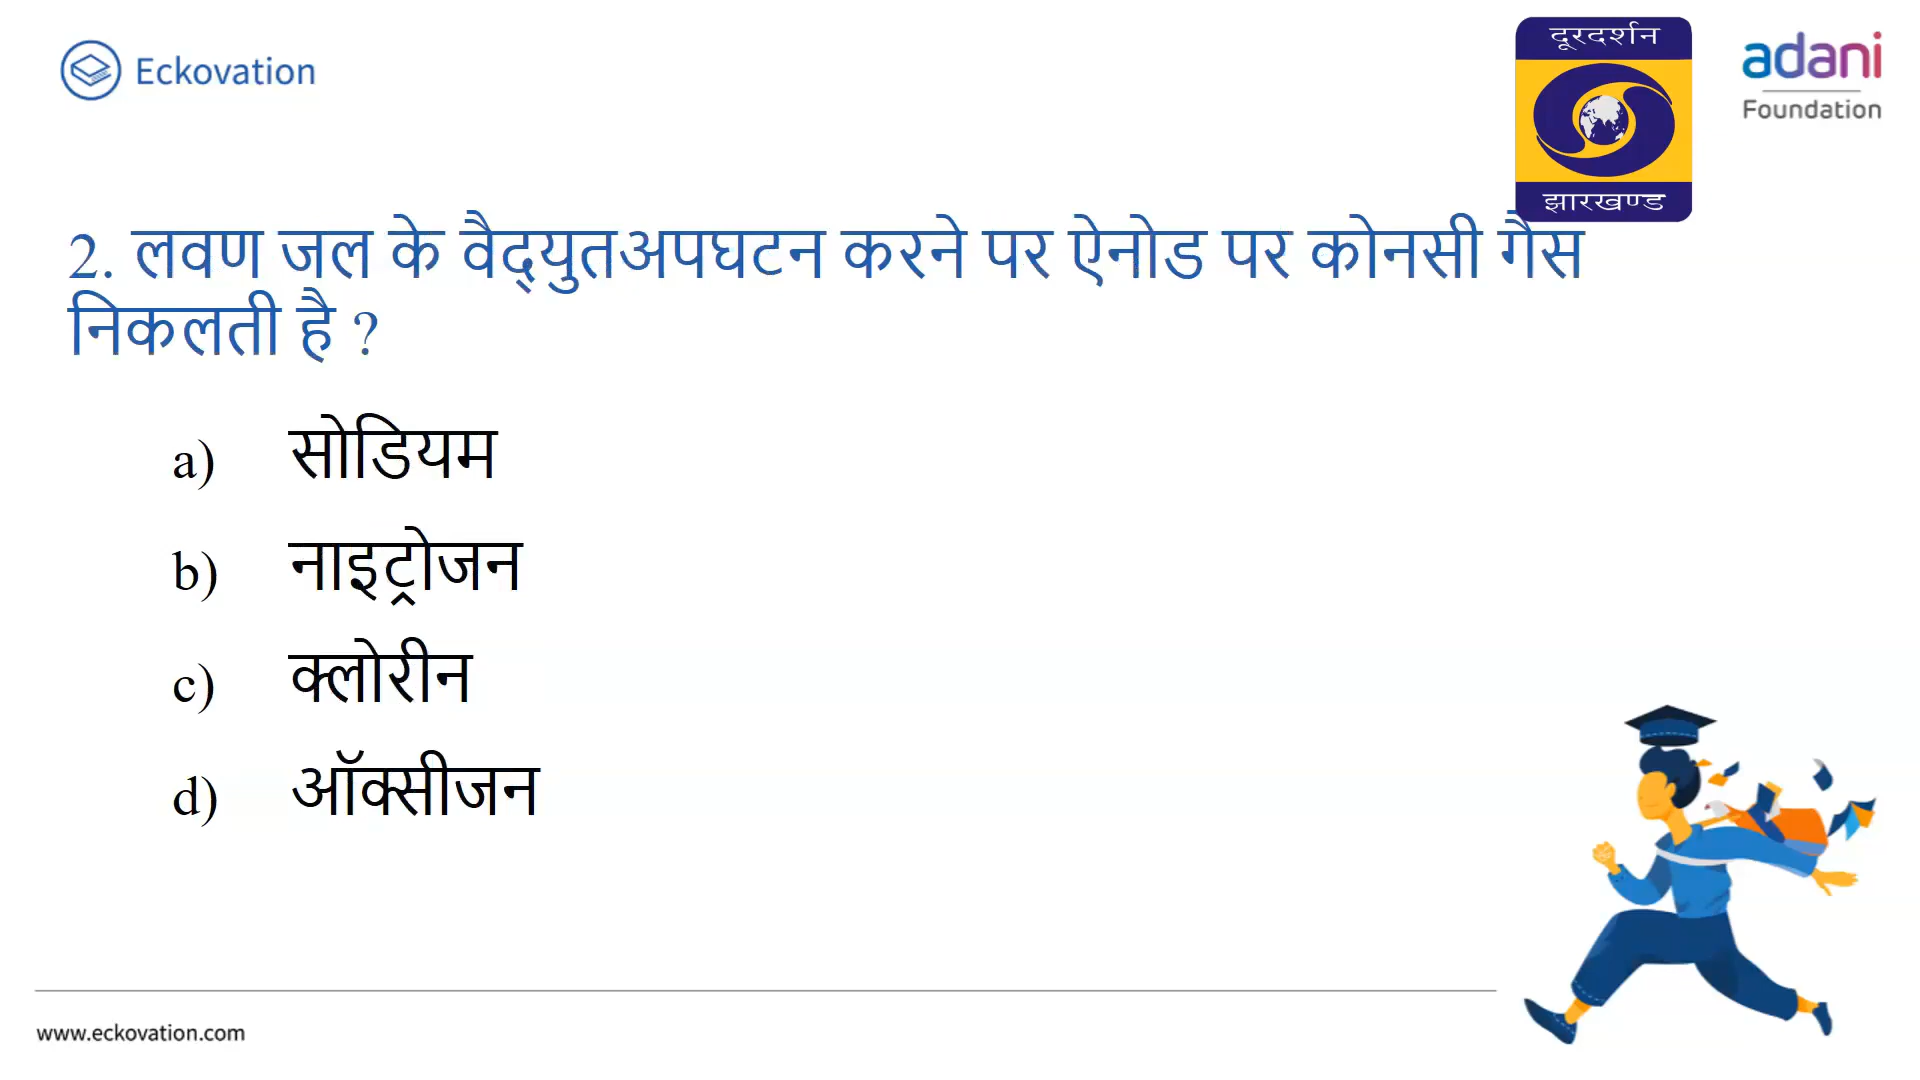 Eckovation
दूरदर्शन
झारखण्ड
adani
Foundation
2. लवण जल के वैद्युतअपघटन करने पर ऐनोड पर कोनसी गैस
निकलती है ?
a) सोडियम
b) नाइट्रोजन
c) क्लोरीन
d) ऑक्सीजन
www.eckovation.com